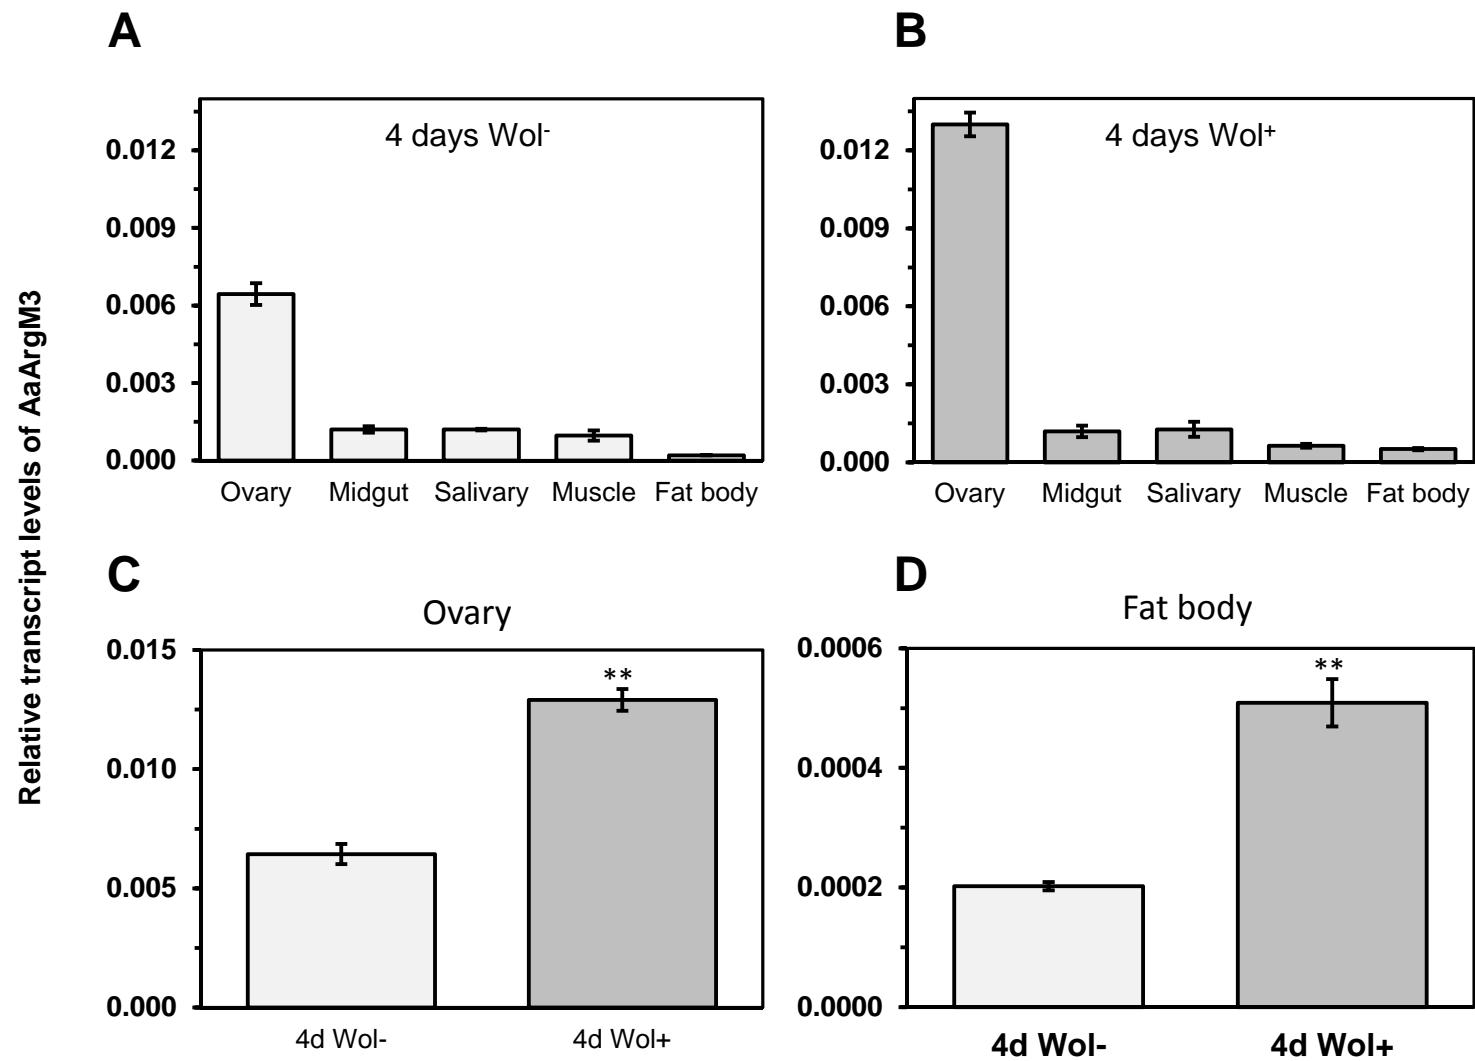 A
B
Relative transcript levels of AaArgM3
4 days Wol⁻
0.012
0.009
0.006
0.003
0.000
Ovary Midgut Salivary Muscle Fat body
4 days Wol⁺
0.012
0.009
0.006
0.003
0.000
Ovary Midgut Salivary Muscle Fat body
C
Ovary
0.015
**
0.010
0.005
0.000
4d Wol- 4d Wol+
D
Fat body
0.0006
**
0.0004
0.0002
0.0000
4d Wol- 4d Wol+